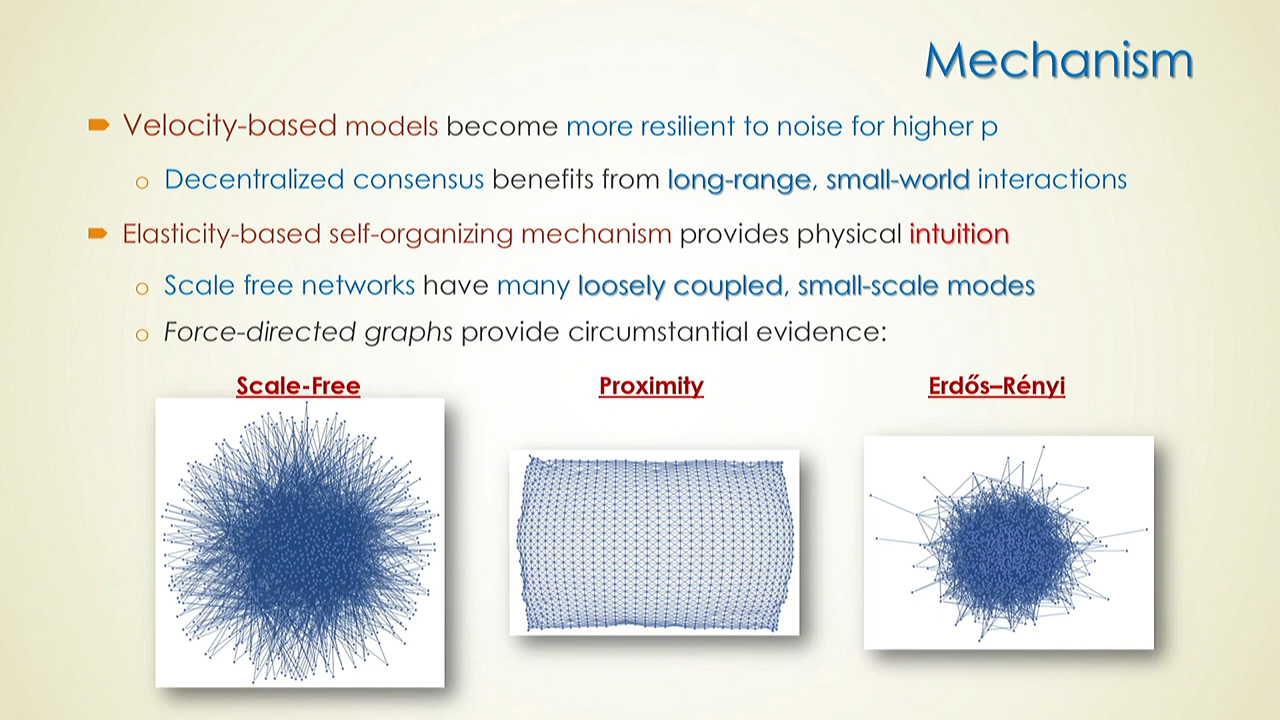 Mechanism
Velocity-based models become more resilient to noise for higher p
Decentralized consensus benefits from long-range, small-world interactions
Elasticity-based self-organizing mechanism provides physical intuition
Scale free networks have many loosely coupled, small-scale modes
Force-directed graphs provide circumstantial evidence:
Scale-Free
Proximity
Erdős–Rényi